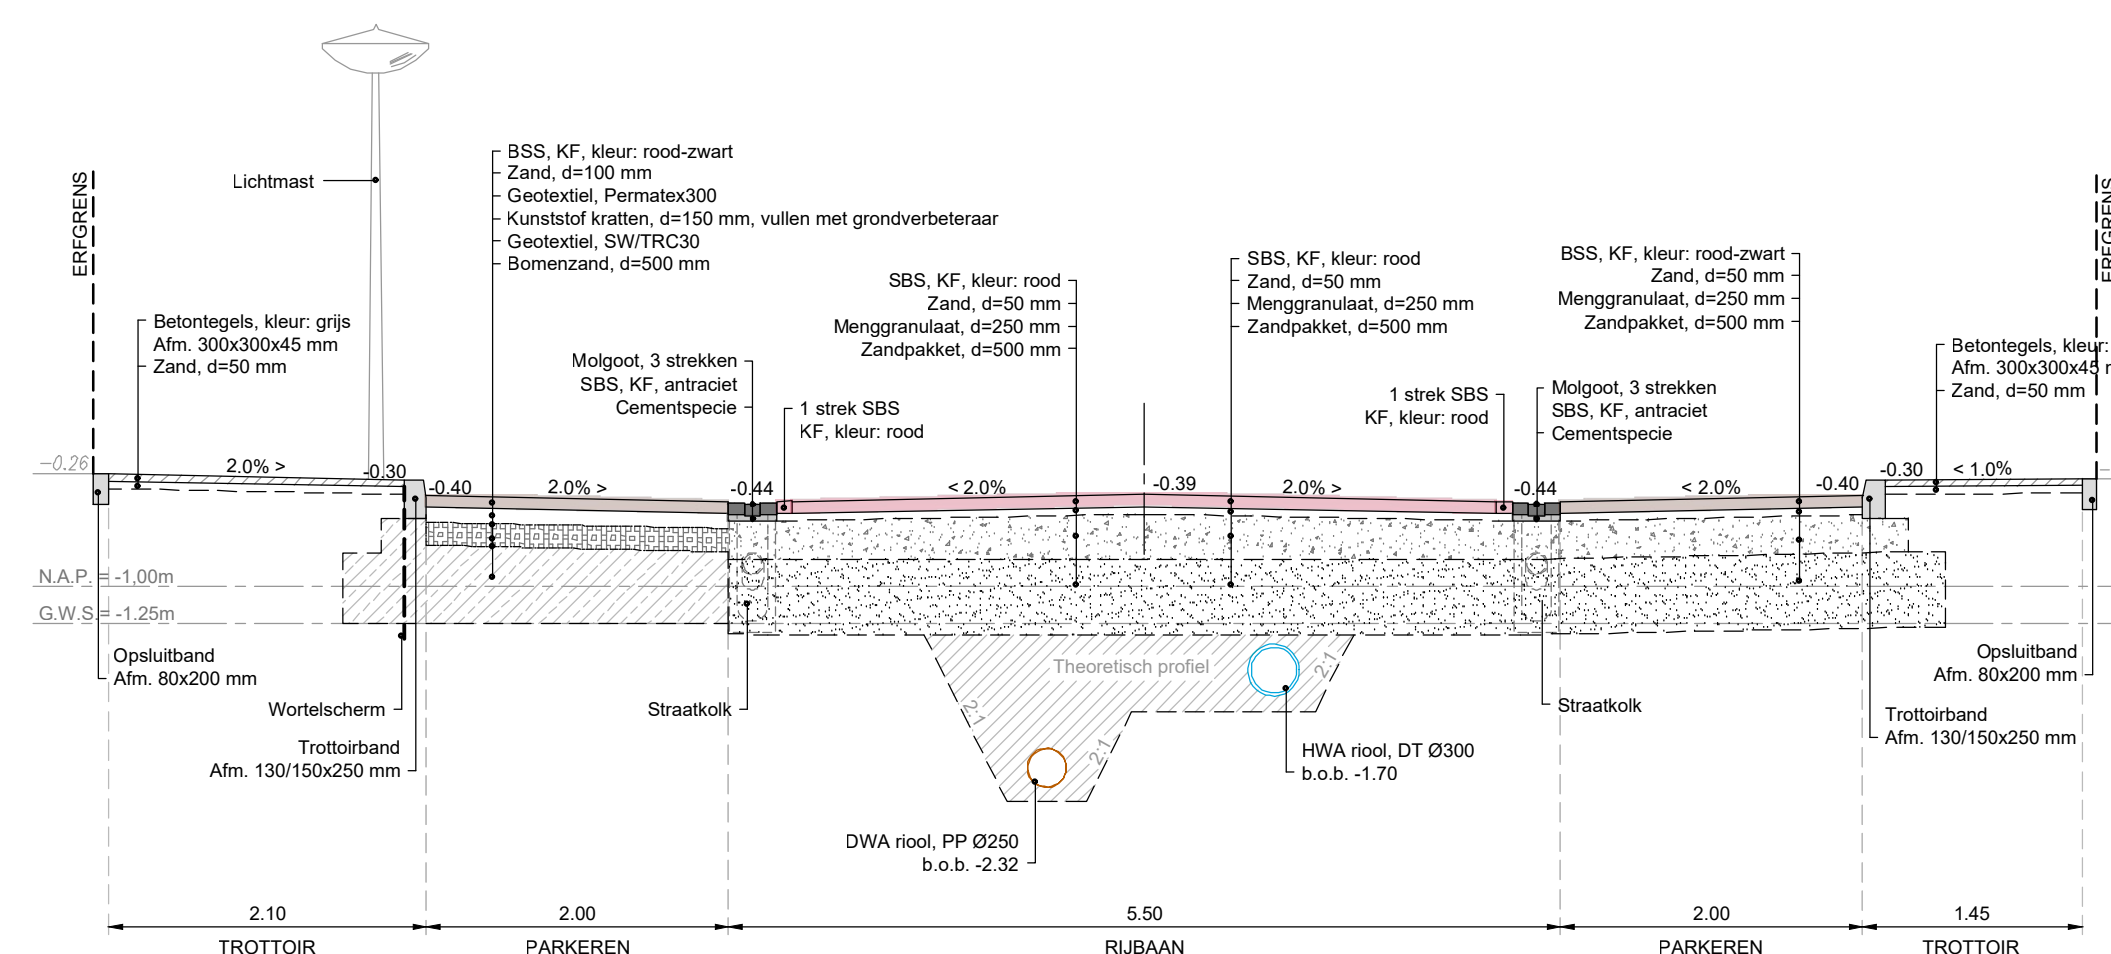 BSS, KF, kleur: rood-zwart
Zand, d=100 mm
Geotextiel, Permatex300
Kunststof kratten, d=150 mm, vullen met grondverbeteraar
Geotextiel, SW/TRC30
Bomenzand, d=500 mm
Lichtmast
ERFGRENS
ERFGRENS
SBS, KF, kleur: rood
Zand, d=50 mm
Menggranulaat, d=250 mm
Zandpakket, d=500 mm
SBS, KF, kleur: rood
Zand, d=50 mm
Menggranulaat, d=250 mm
Zandpakket, d=500 mm
BSS, KF, kleur: rood-zwart
Zand, d=50 mm
Menggranulaat, d=250 mm
Zandpakket, d=500 mm
Betontegels, kleur: grijs
Afm. 300x300x45 mm
Zand, d=50 mm
Molgoot, 3 strekken
SBS, KF, antraciet
Cementspecie
1 strek SBS
KF, kleur: rood
1 strek SBS
KF, kleur: rood
Molgoot, 3 strekken
SBS, KF, antraciet
Cementspecie
Betontegels, kleur:
Afm. 300x300x45
Zand, d=50 mm
-0.26
2.0% >
-0.30
-0.40
2.0% >
-0.44
< 2.0%
-0.39
2.0% >
-0.44
< 2.0%
-0.40
-0.30
< 1.0%
N.A.P. = -1,00m
G.W.S.= -1.25m
Opsluitband
Afm. 80x200 mm
Wortelscherm
Trottoirband
Afm. 130/150x250 mm
Straatkolk
Theoretisch profiel
2:1
2:1
2:1
HWA riool, DT Ø300
b.o.b. -1.70
DWA riool, PP Ø250
b.o.b. -2.32
Straatkolk
Opsluitband
Afm. 80x200 mm
Trottoirband
Afm. 130/150x250 mm
2.10
2.00
5.50
2.00
1.45
TROTTOIR
PARKEREN
RIJBAAN
PARKEREN
TROTTOIR